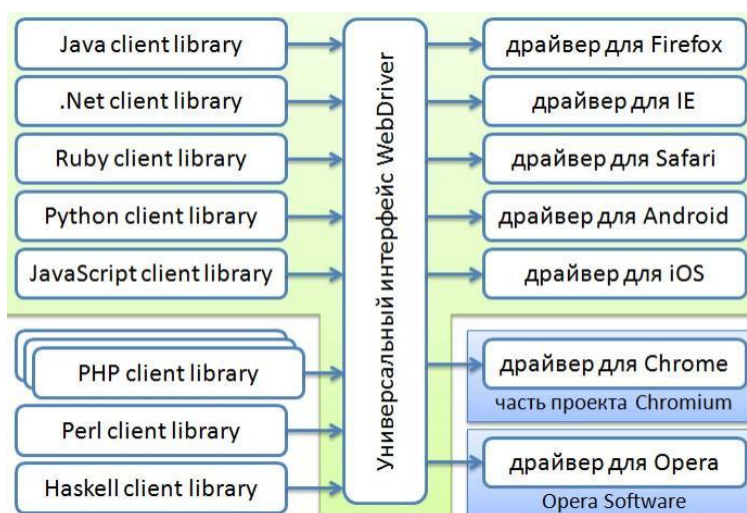 Java client library
.Net client library
Ruby client library
Python client library
JavaScript client library
PHP client library
Perl client library
Haskell client library
Универсальный интерфейс WebDriver
драйвер для Firefox
драйвер для IE
драйвер для Safari
драйвер для Android
драйвер для iOS
драйвер для Chrome
часть проекта Chromium
драйвер для Opera
Opera Software